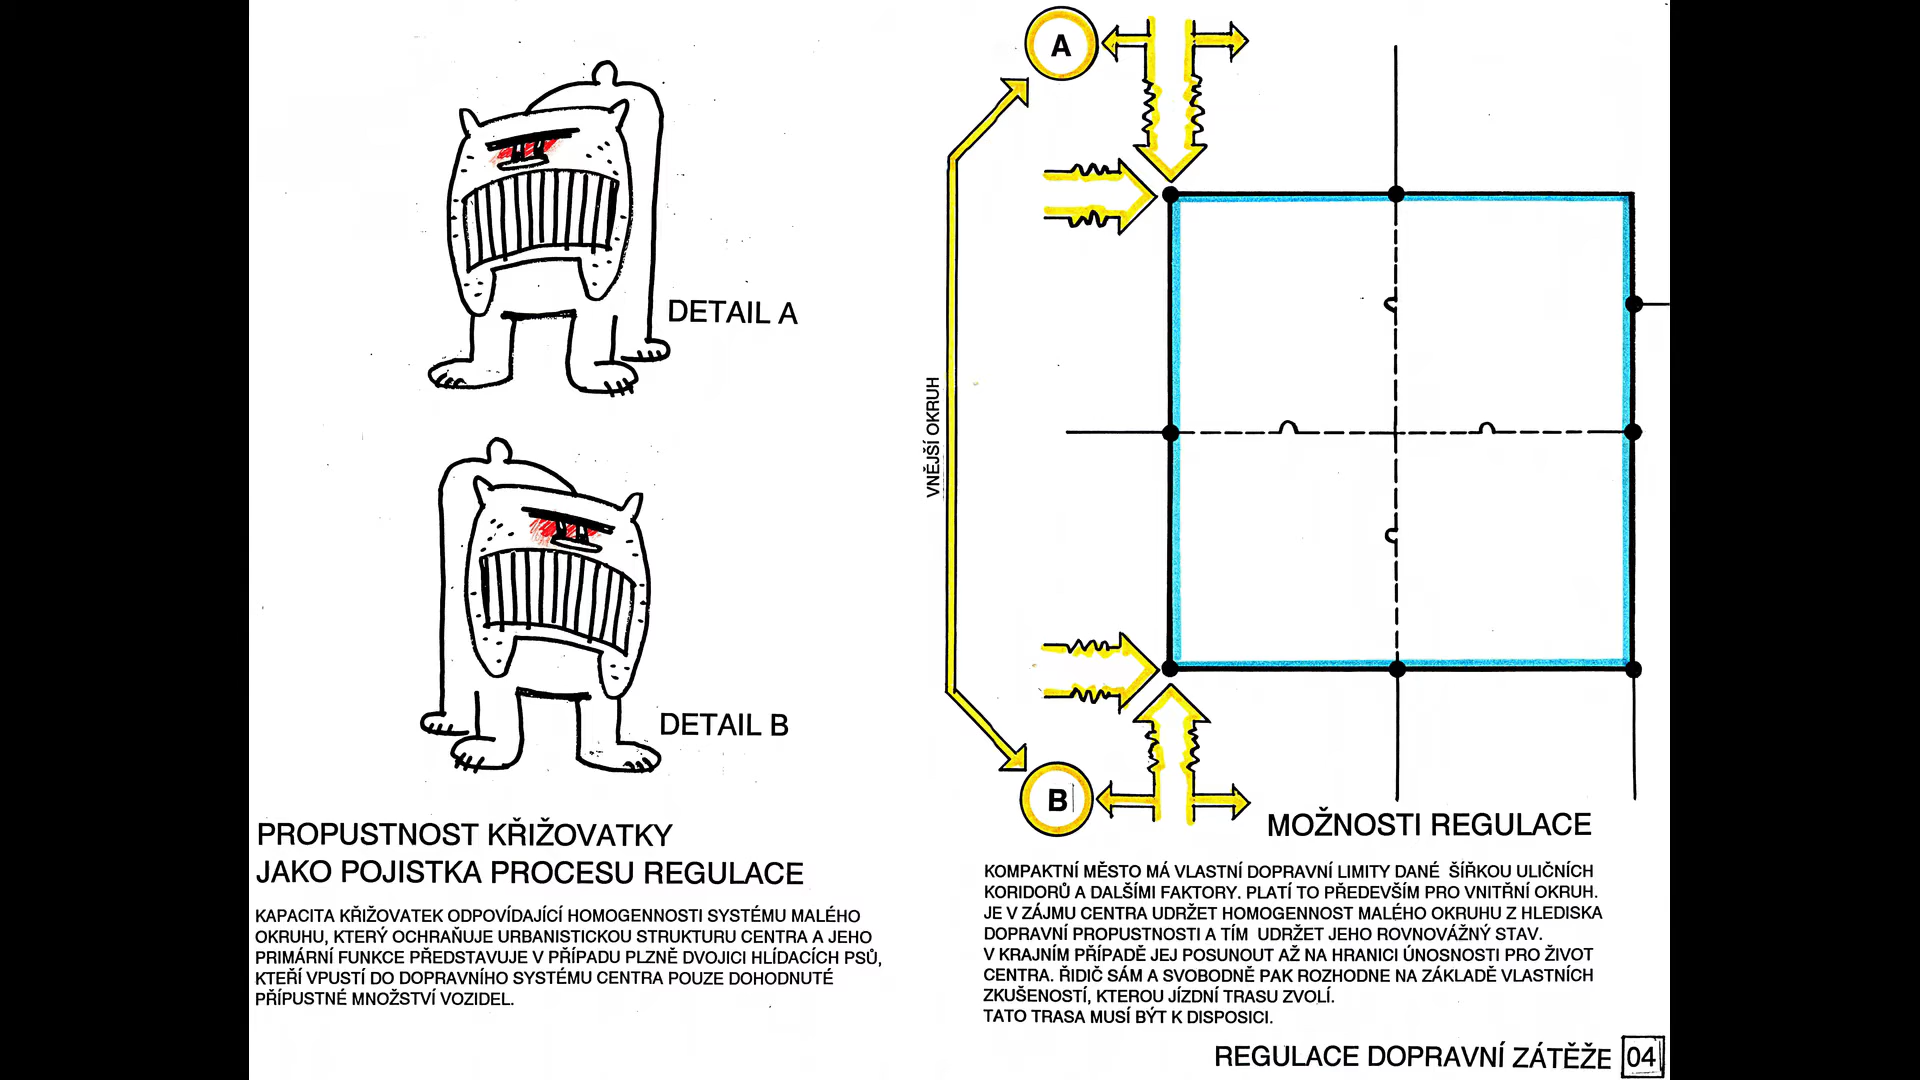 DETAIL A
DETAIL B
PROPUSTNOST KŘIŽOVATKY
JAKO POJISTKA PROCESU REGULACE
KAPACITA KŘIŽOVATEK ODPOVÍDAJÍCÍ HOMOGENNOSTI SYSTÉMU MALÉHO
OKRUHU, KTERÝ OCHRAŇUJE URBANISTICKOU STRUKTURU CENTRA A JEHO
PRIMÁRNÍ FUNKCE PŘEDSTAVUJE V PŘÍPADU PLZNĚ DVOJICI HLÍDACÍCH PSŮ,
KTEŘÍ VPUSTÍ DO DOPRAVNÍHO SYSTÉMU CENTRA POUZE DOHODNUTÉ
PŘÍPUSTNÉ MNOŽSTVÍ VOZIDEL.
A
VNĚJŠÍ OKRUH
B
MOŽNOSTI REGULACE
KOMPAKTNÍ MĚSTO MÁ VLASTNÍ DOPRAVNÍ LIMITY DANÉ ŠÍŘKOU ULIČNÍCH
KORIDORŮ A DALŠÍMI FAKTORY. PLATÍ TO PŘEDEVŠÍM PRO VNITŘNÍ OKRUH.
JE V ZÁJMU CENTRA UDRŽET HOMOGENNOST MALÉHO OKRUHU Z HLEDISKA
DOPRAVNÍ PROPUSTNOSTI A TÍM UDRŽET JEHO ROVNOVÁŽNÝ STAV.
V KRAJNÍM PŘÍPADĚ JEJ POSUNOUT AŽ NA HRANICI ÚNOSNOSTI PRO ŽIVOT
CENTRA. ŘIDIČ SÁM A SVOBODNĚ PAK ROZHODNE NA ZÁKLADĚ VLASTNÍCH
ZKUŠENOSTÍ, KTEROU JÍZDNÍ TRASU ZVOLÍ.
TATO TRASA MUSÍ BÝT K DISPOSICI.
REGULACE DOPRAVNÍ ZÁTĚŽE 04